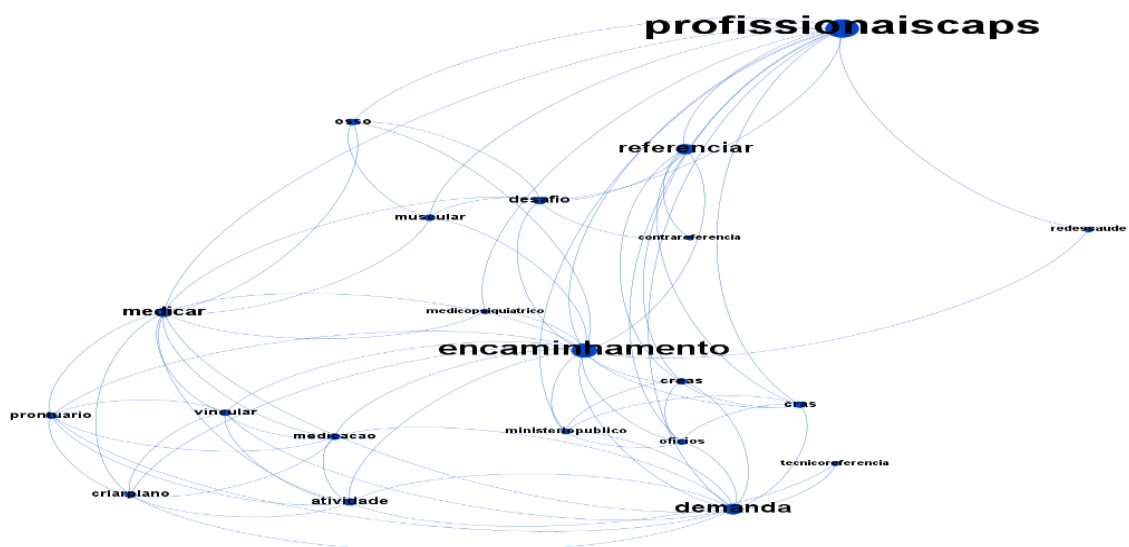 profissionaiscaps
osso
referenciar
desafio
muscular
contrareferencia
redessaude
medicar
medicopsiquiatrico
encaminhamento
creas
cras
prontuario
vincular
ministeriopublico
medicacao
oficios
tecnicoreferencia
criarplano
atividade
demanda